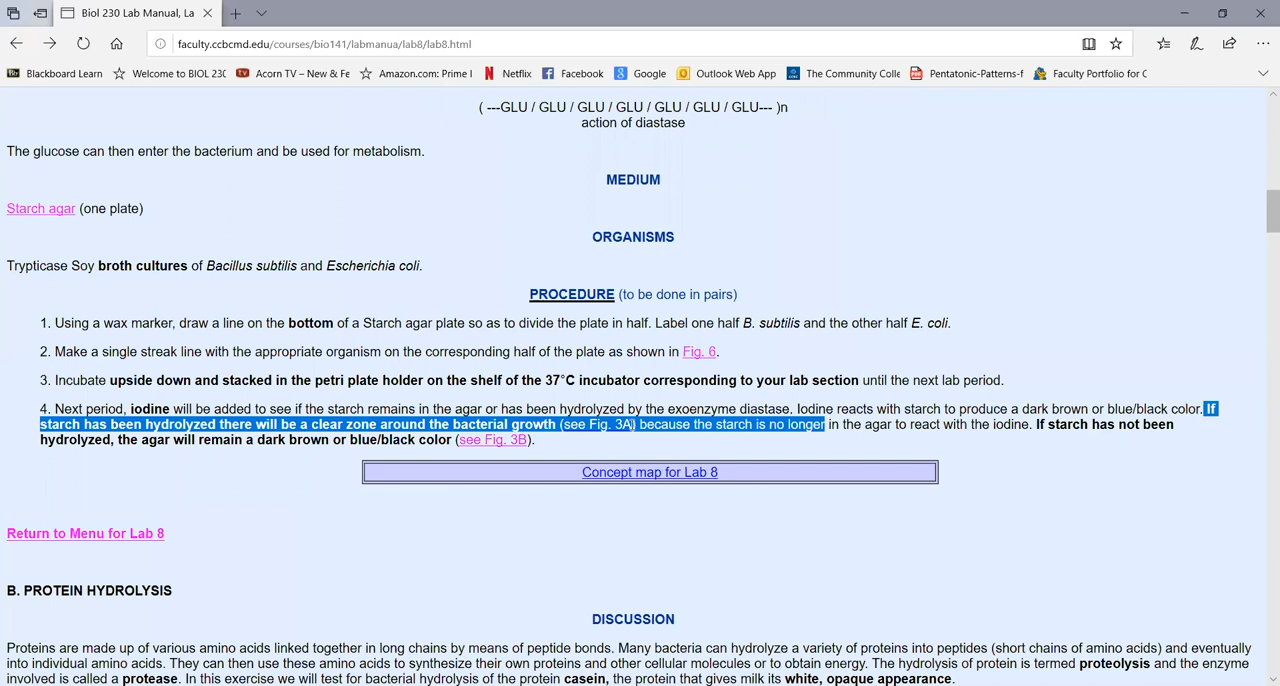 Biol 230 Lab Manual, La
faculty.ccbcmd.edu/courses/bio141/labmanua/lab8/lab8.html
Blackboard Learn Welcome to BIOL 230 Acorn TV – New & Fe Amazon.com: Prime I Netflix Facebook Google Outlook Web App The Community Colle Pentatonic-Patterns-f Faculty Portfolio for C
( ---GLU / GLU / GLU / GLU / GLU / GLU / GLU--- )n
action of diastase
The glucose can then enter the bacterium and be used for metabolism.
MEDIUM
Starch agar (one plate)
ORGANISMS
Trypticase Soy broth cultures of Bacillus subtilis and Escherichia coli.
PROCEDURE (to be done in pairs)
1. Using a wax marker, draw a line on the bottom of a Starch agar plate so as to divide the plate in half. Label one half B. subtilis and the other half E. coli.
2. Make a single streak line with the appropriate organism on the corresponding half of the plate as shown in Fig. 6.
3. Incubate upside down and stacked in the petri plate holder on the shelf of the 37°C incubator corresponding to your lab section until the next lab period.
4. Next period, iodine will be added to see if the starch remains in the agar or has been hydrolyzed by the exoenzyme diastase. Iodine reacts with starch to produce a dark brown or blue/black color. If
starch has been hydrolyzed there will be a clear zone around the bacterial growth (see Fig. 3A) because the starch is no longer in the agar to react with the iodine. If starch has not been
hydrolyzed, the agar will remain a dark brown or blue/black color (see Fig. 3B).
Concept map for Lab 8
Return to Menu for Lab 8
B. PROTEIN HYDROLYSIS
DISCUSSION
Proteins are made up of various amino acids linked together in long chains by means of peptide bonds. Many bacteria can hydrolyze a variety of proteins into peptides (short chains of amino acids) and eventually
into individual amino acids. They can then use these amino acids to synthesize their own proteins and other cellular molecules or to obtain energy. The hydrolysis of protein is termed proteolysis and the enzyme
involved is called a protease. In this exercise we will test for bacterial hydrolysis of the protein casein, the protein that gives milk its white, opaque appearance.